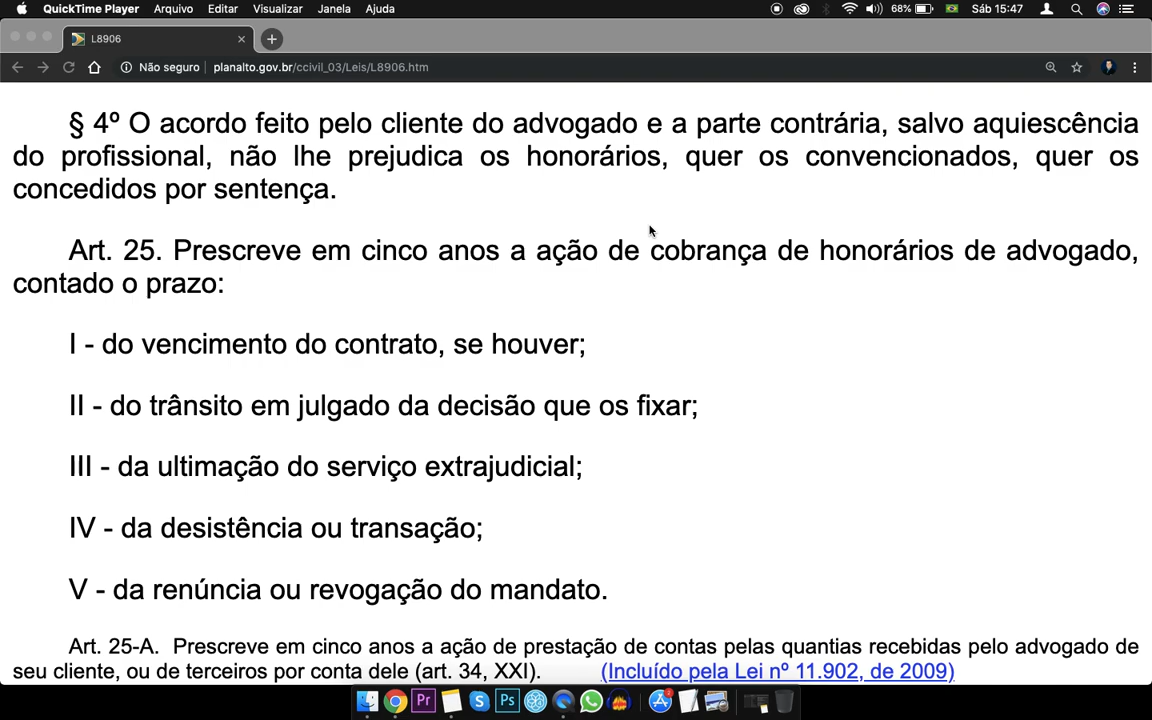 QuickTime Player Arquivo Editar Visualizar Janela Ajuda 68% Sáb 15:47
L8906
Não seguro planalto.gov.br/ccivil_03/Leis/L8906.htm
§ 4º O acordo feito pelo cliente do advogado e a parte contrária, salvo aquiescência
do profissional, não lhe prejudica os honorários, quer os convencionados, quer os
concedidos por sentença.
Art. 25. Prescreve em cinco anos a ação de cobrança de honorários de advogado,
contado o prazo:
I - do vencimento do contrato, se houver;
II - do trânsito em julgado da decisão que os fixar;
III - da ultimação do serviço extrajudicial;
IV - da desistência ou transação;
V - da renúncia ou revogação do mandato.
Art. 25-A. Prescreve em cinco anos a ação de prestação de contas pelas quantias recebidas pelo advogado de
seu cliente, ou de terceiros por conta dele (art. 34, XXI). (Incluído pela Lei nº 11.902, de 2009)
Pr Ps